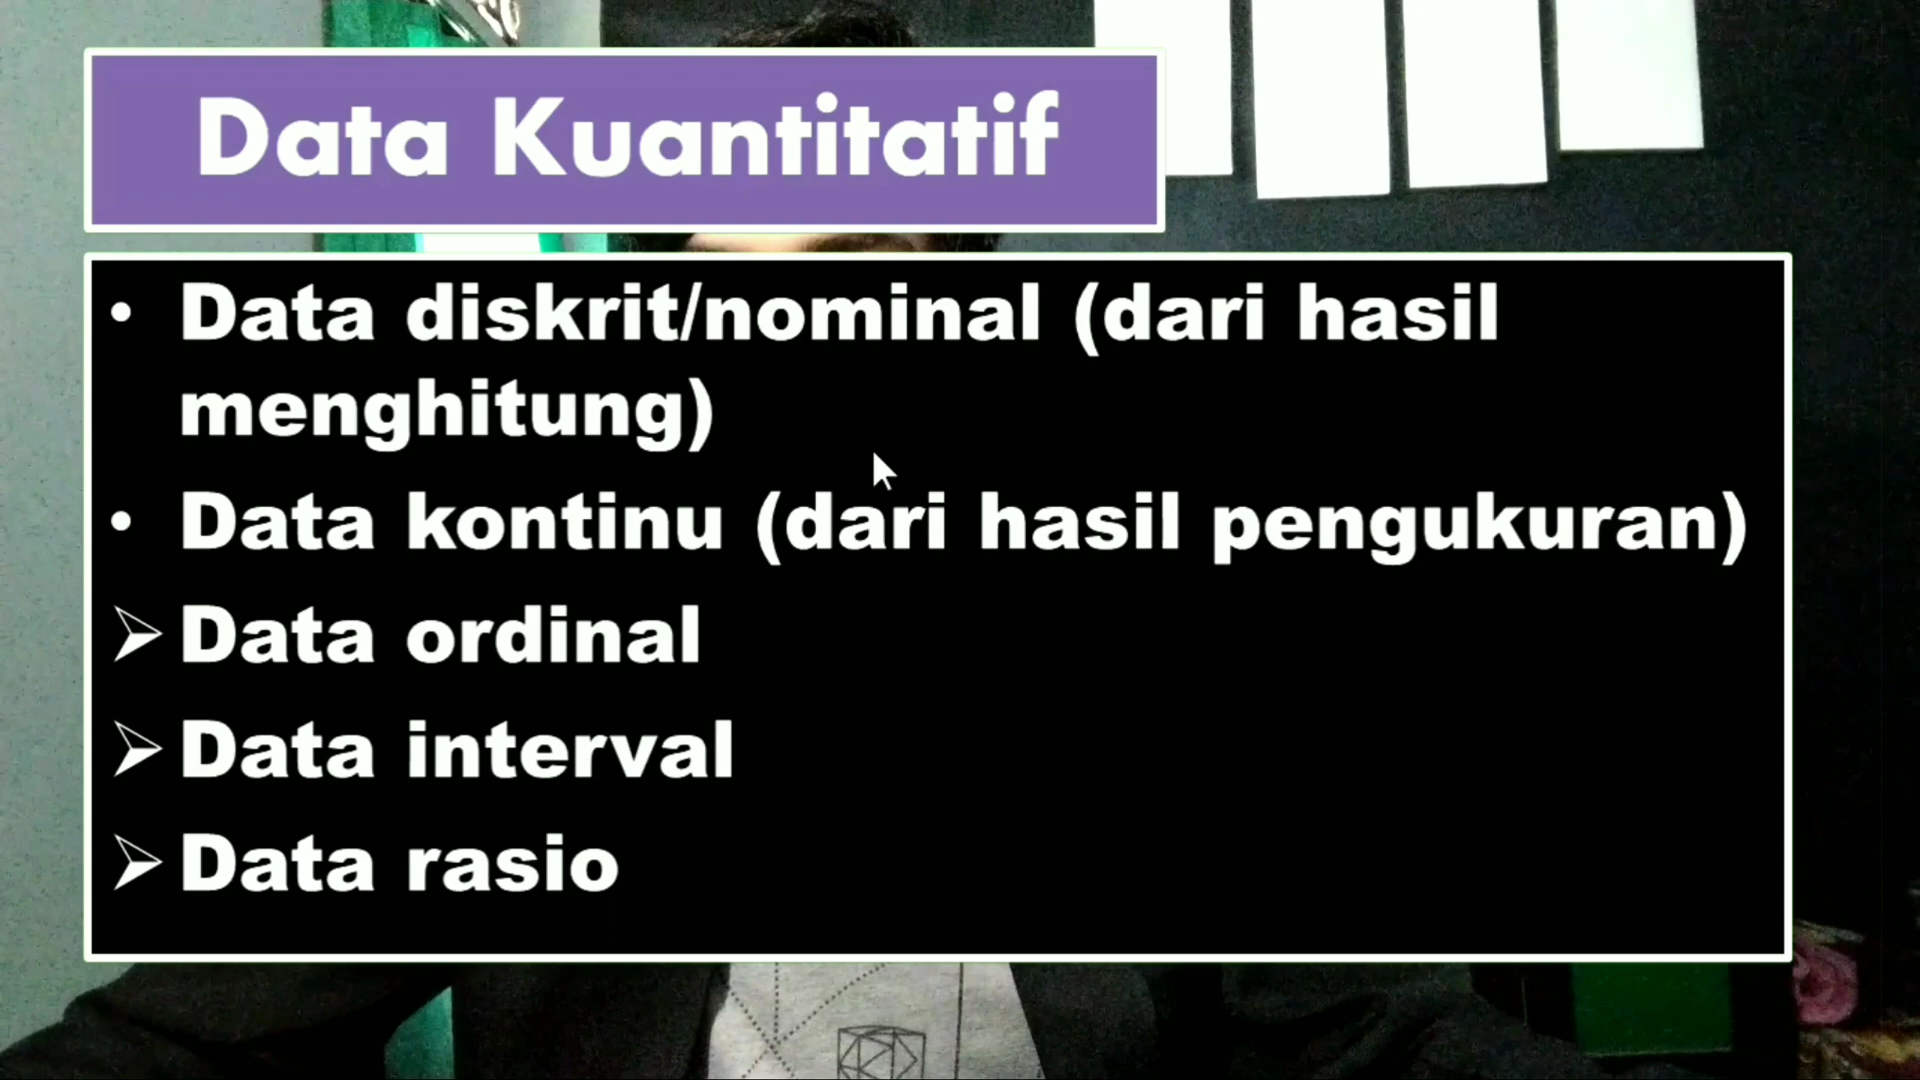 Data Kuantitatif
• Data diskrit/nominal (dari hasil
menghitung)
• Data kontinu (dari hasil pengukuran)
➢ Data ordinal
➢ Data interval
➢ Data rasio